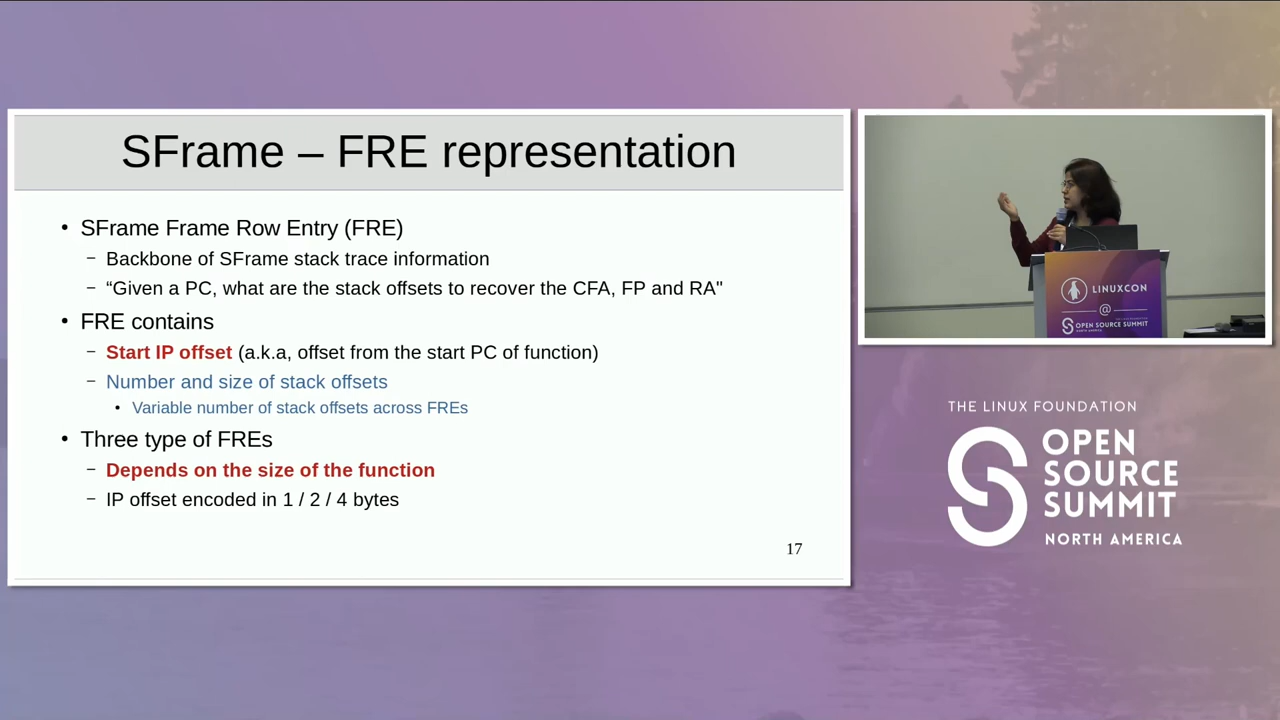 SFrame – FRE representation
• SFrame Frame Row Entry (FRE)
– Backbone of SFrame stack trace information
– “Given a PC, what are the stack offsets to recover the CFA, FP and RA"
• FRE contains
– Start IP offset (a.k.a, offset from the start PC of function)
– Number and size of stack offsets
• Variable number of stack offsets across FREs
• Three type of FREs
– Depends on the size of the function
– IP offset encoded in 1 / 2 / 4 bytes
17
LINUXCON
@
OPEN SOURCE SUMMIT
THE LINUX FOUNDATION
OPEN
SOURCE
SUMMIT
NORTH AMERICA